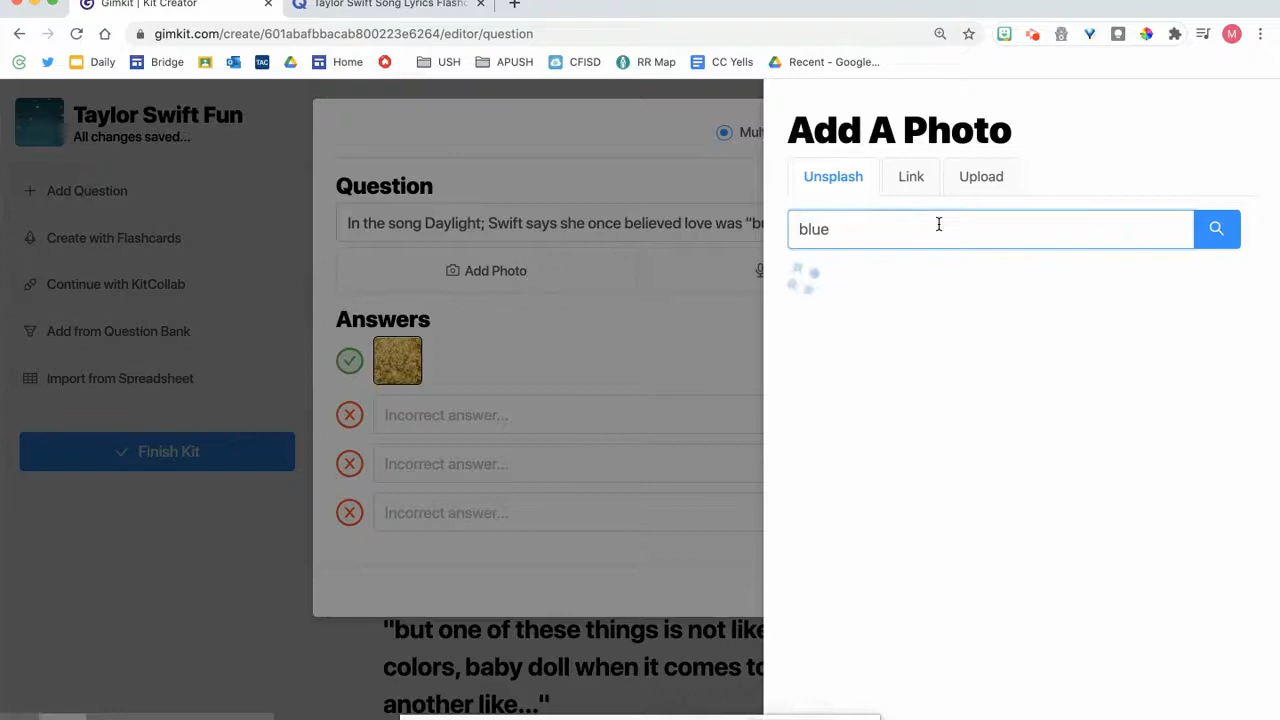 Gimkit | Kit Creator
Taylor Swift Song Lyrics Flash
gimkit.com/create/601abafbbacab800223e6264/editor/question
M
Daily
Bridge
TAC
Home
USH
APUSH
CFISD
RR Map
CC Yells
Recent - Google...
Taylor Swift Fun
All changes saved...
Add Question
Create with Flashcards
Continue with KitCollab
Add from Question Bank
Import from Spreadsheet
Finish Kit
Mul
Question
In the song Daylight; Swift says she once believed love was "bu
Add Photo
Answers
Incorrect answer...
Incorrect answer...
Incorrect answer...
"but one of these things is not like
colors, baby doll when it comes to
another like..."
Add A Photo
Unsplash
Link
Upload
blue